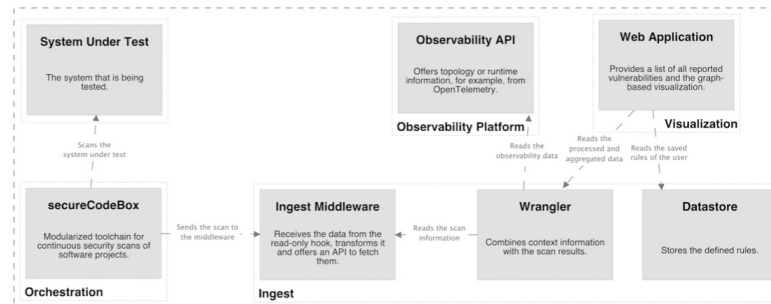 System Under Test
The system that is being
tested.
Observability API
Offers topology or runtime
information, for example, from
OpenTelemetry.
Observability Platform
Web Application
Provides a list of all reported
vulnerabilities and the graph-
based visualization.
Visualization
Scans the
system under test
Reads the
observability data
Reads the
processed and
aggregated data
Reads the saved
rules of the user
secureCodeBox
Modularized toolchain for
continuous security scans of
software projects.
Orchestration
Sends the scan to
the middleware
Ingest Middleware
Receives the data from the
read-only hook, transforms it
and offers an API to fetch
them.
Ingest
Reads the scan
information
Wrangler
Combines context information
with the scan results.
Datastore
Stores the defined rules.